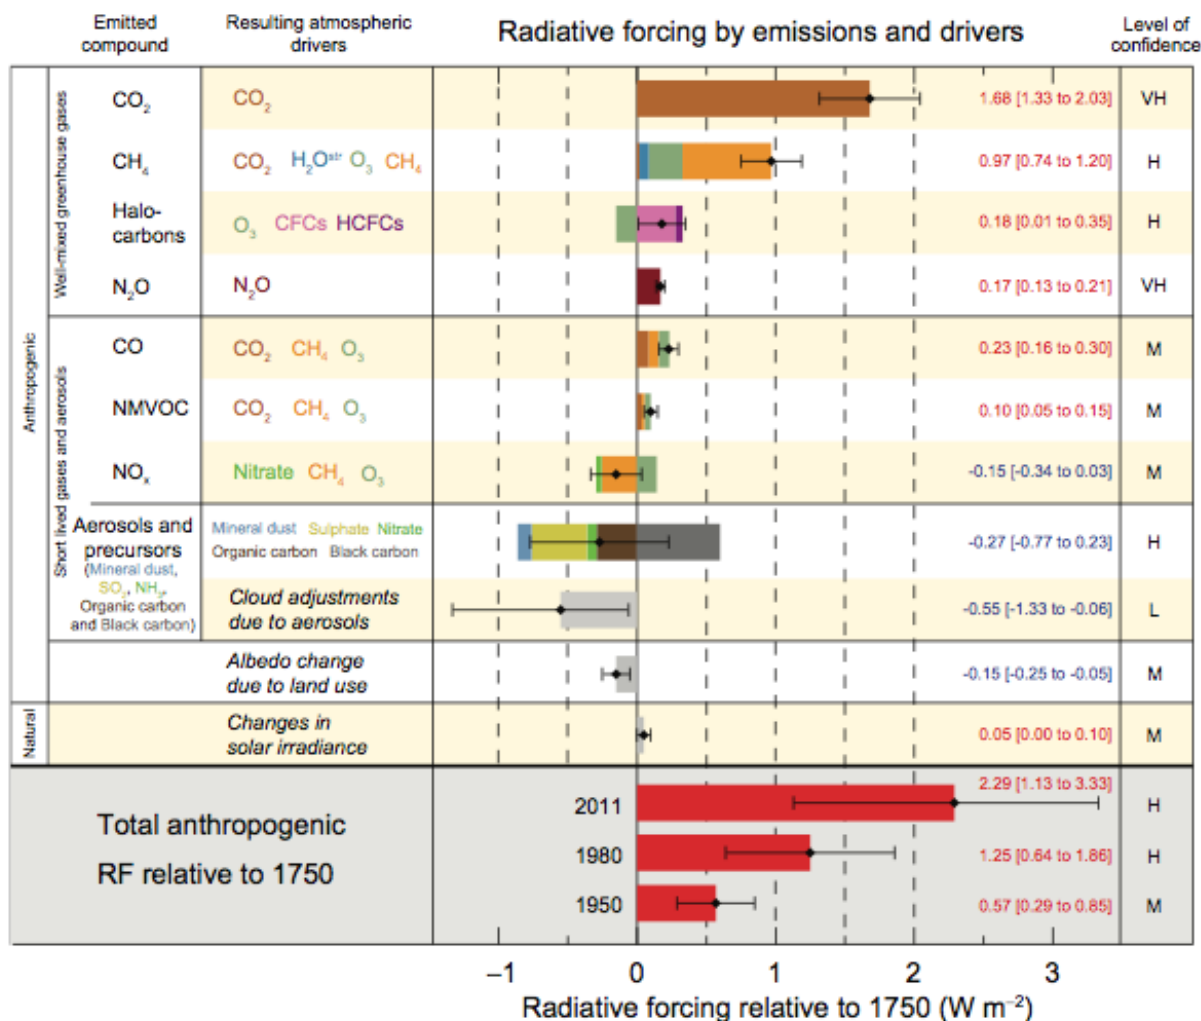 Emitted compound
Resulting atmospheric drivers
Radiative forcing by emissions and drivers
Level of confidence
Anthropogenic
Well-mixed greenhouse gases
CO₂ CO₂ 1.68 [1.33 to 2.03] VH
CH₄ CO₂ H₂Oˢᵗʳ O₃ CH₄ 0.97 [0.74 to 1.20] H
Halo-
carbons O₃ CFCs HCFCs 0.18 [0.01 to 0.35] H
N₂O N₂O 0.17 [0.13 to 0.21] VH
Short lived gases and aerosols
CO CO₂ CH₄ O₃ 0.23 [0.16 to 0.30] M
NMVOC CO₂ CH₄ O₃ 0.10 [0.05 to 0.15] M
NOₓ Nitrate CH₄ O₃ -0.15 [-0.34 to 0.03] M
Aerosols and
precursors
(Mineral dust,
SO₂, NH₃,
Organic carbon
and Black carbon)
Mineral dust Sulphate Nitrate
Organic carbon Black carbon
-0.27 [-0.77 to 0.23] H
Cloud adjustments
due to aerosols
-0.55 [-1.33 to -0.06] L
Albedo change
due to land use
-0.15 [-0.25 to -0.05] M
Natural
Changes in
solar irradiance
0.05 [0.00 to 0.10] M
Total anthropogenic
RF relative to 1750
2011 2.29 [1.13 to 3.33] H
1980 1.25 [0.64 to 1.86] H
1950 0.57 [0.29 to 0.85] M
−1 0 1 2 3
Radiative forcing relative to 1750 (W m⁻²)